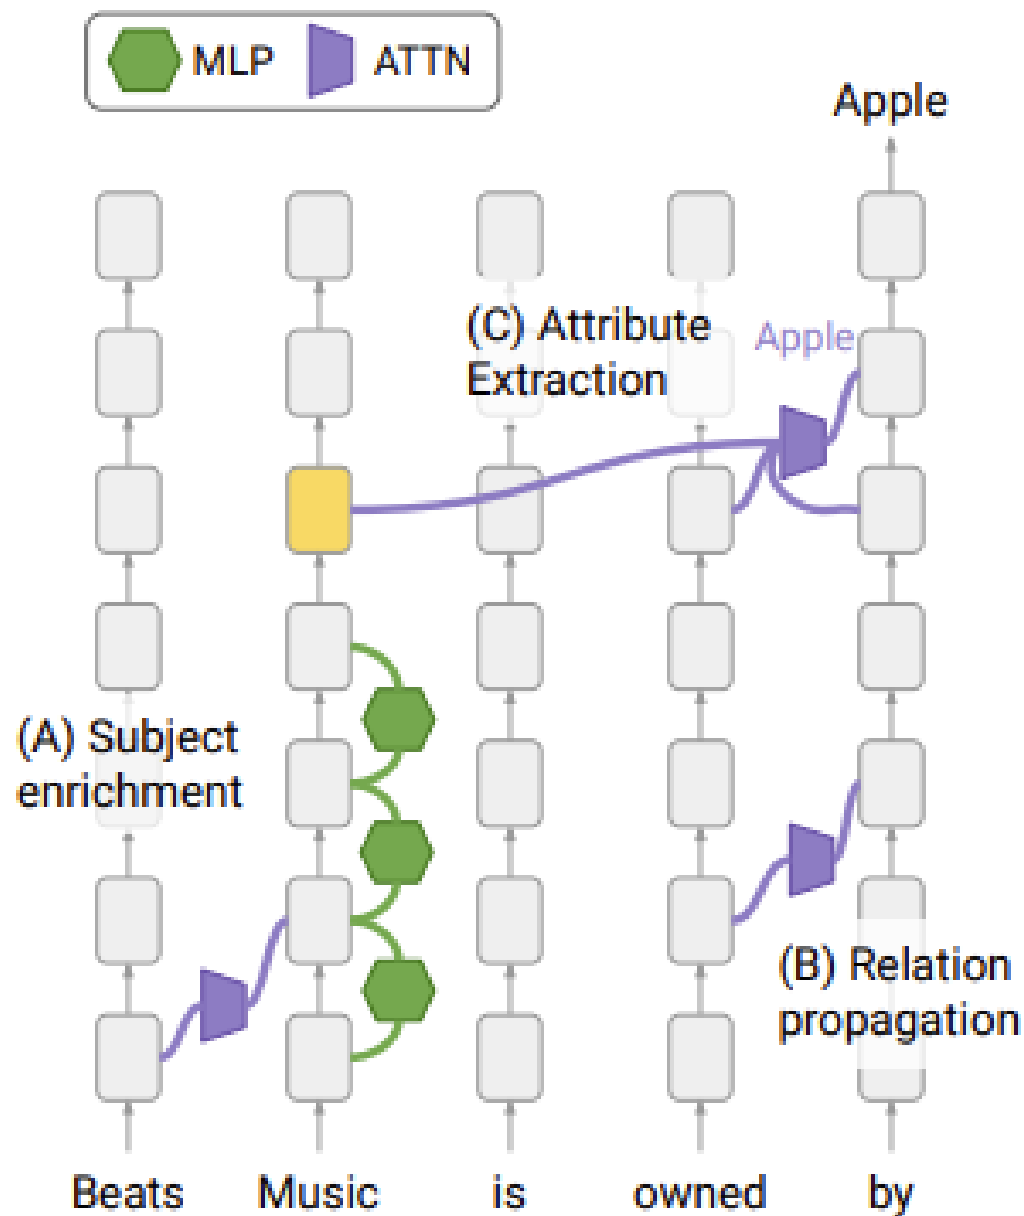 MLP ATTN
Apple
(C) Attribute
Extraction
Apple
(A) Subject
enrichment
(B) Relation
propagation
Beats Music is owned by